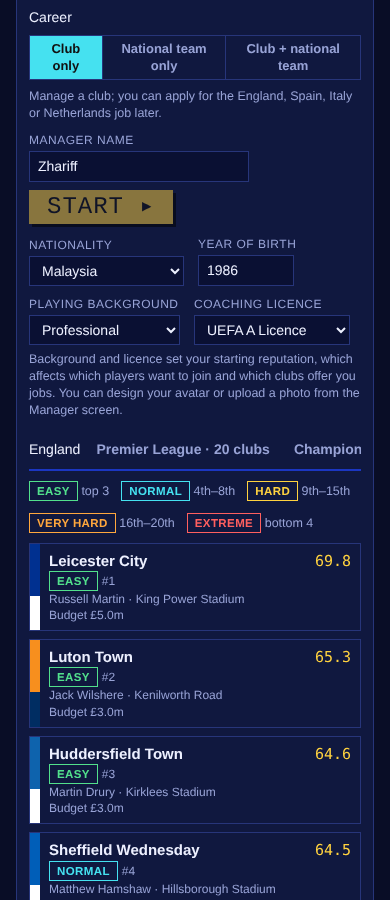 Career
Club
only
National team
only
Club + national
team
Manage a club; you can apply for the England, Spain, Italy
or Netherlands job later.
MANAGER NAME
Zhariff
START ►
NATIONALITY
YEAR OF BIRTH
Malaysia
1986
PLAYING BACKGROUND
COACHING LICENCE
Professional
UEFA A Licence
Background and licence set your starting reputation, which
affects which players want to join and which clubs offer you
jobs. You can design your avatar or upload a photo from the
Manager screen.
England Premier League · 20 clubs Champion
EASY top 3 NORMAL 4th–8th HARD 9th–15th
VERY HARD 16th–20th EXTREME bottom 4
Leicester City 69.8
EASY #1
Russell Martin · King Power Stadium
Budget £5.0m
Luton Town 65.3
EASY #2
Jack Wilshere · Kenilworth Road
Budget £3.0m
Huddersfield Town 64.6
EASY #3
Martin Drury · Kirklees Stadium
Budget £3.0m
Sheffield Wednesday 64.5
NORMAL #4
Matthew Hamshaw · Hillsborough Stadium